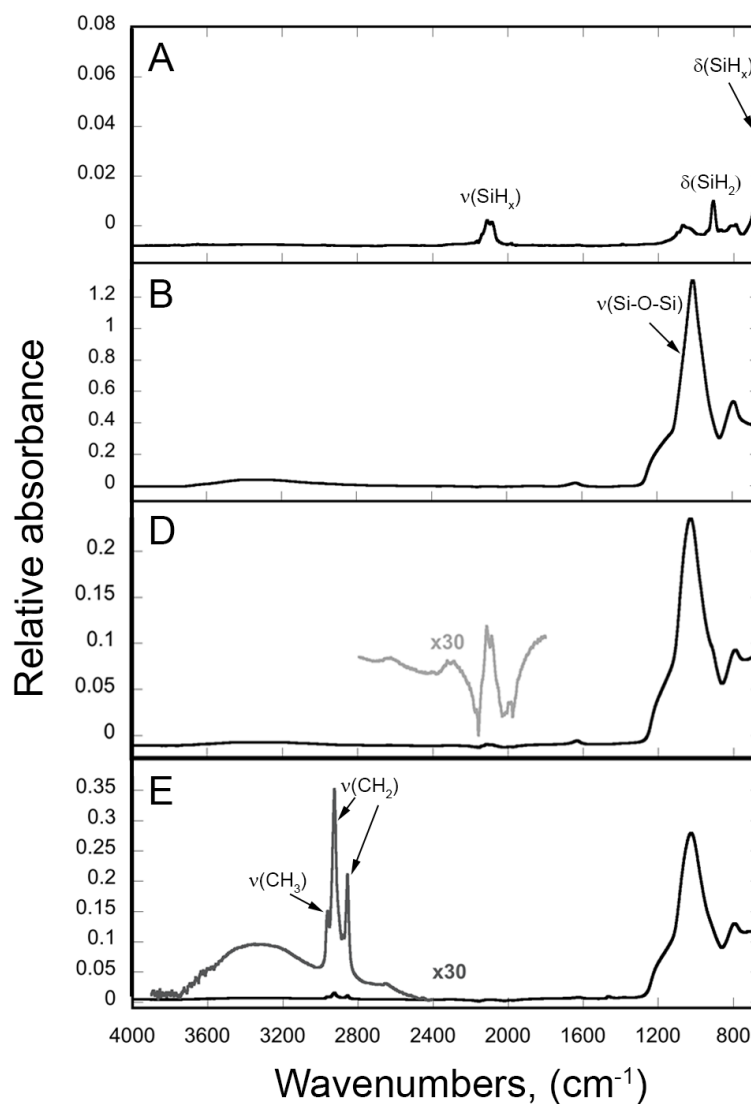 Relative absorbance
A
0.08
0.06
0.04
0.02
0
ν(SiHₓ)
δ(SiH₂)
δ(SiHₓ)
B
1.2
1
0.8
0.6
0.4
0.2
0
ν(Si-O-Si)
D
0.2
0.15
0.1
0.05
0
x30
E
0.35
0.3
0.25
0.2
0.15
0.1
0.05
0
ν(CH₃)
ν(CH₂)
x30
4000 3600 3200 2800 2400 2000 1600 1200 800
Wavenumbers, (cm⁻¹)